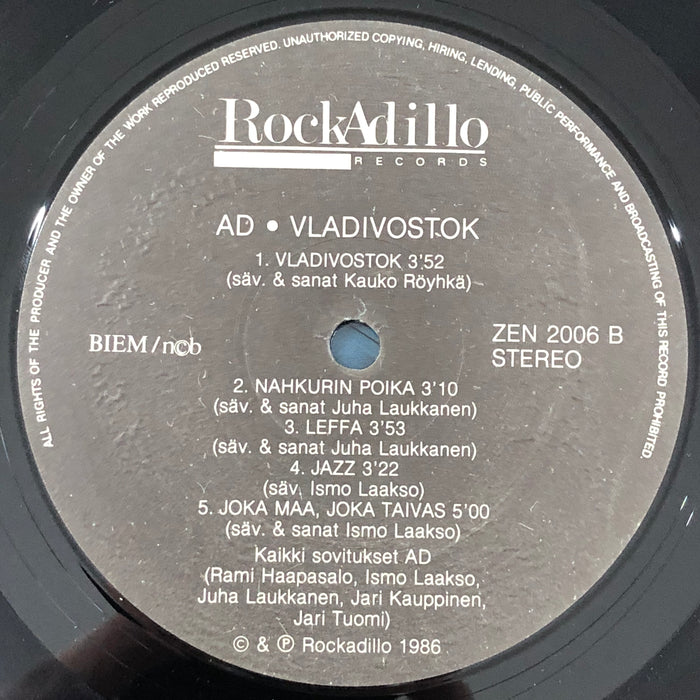 ALL RIGHTS OF THE PRODUCER AND THE OWNER OF THE WORK REPRODUCED RESERVED. UNAUTHORIZED COPYING, HIRING, LENDING, PUBLIC PERFORMANCE AND BROADCASTING OF THIS RECORD PROHIBITED.
RockAdillo
RECORDS
AD • VLADIVOSTOK
1. VLADIVOSTOK 3'52
(säv. & sanat Kauko Röyhkä)
BIEM/n©b
ZEN 2006 B
STEREO
2. NAHKURIN POIKA 3'10
(säv. & sanat Juha Laukkanen)
3. LEFFA 3'53
(säv. & sanat Juha Laukkanen)
4. JAZZ 3'22
(säv. Ismo Laakso)
5. JOKA MAA, JOKA TAIVAS 5'00
(säv. & sanat Ismo Laakso)
Kaikki sovitukset AD
(Rami Haapasalo, Ismo Laakso,
Juha Laukkanen, Jari Kauppinen,
Jari Tuomi)
© & ℗ Rockadillo 1986